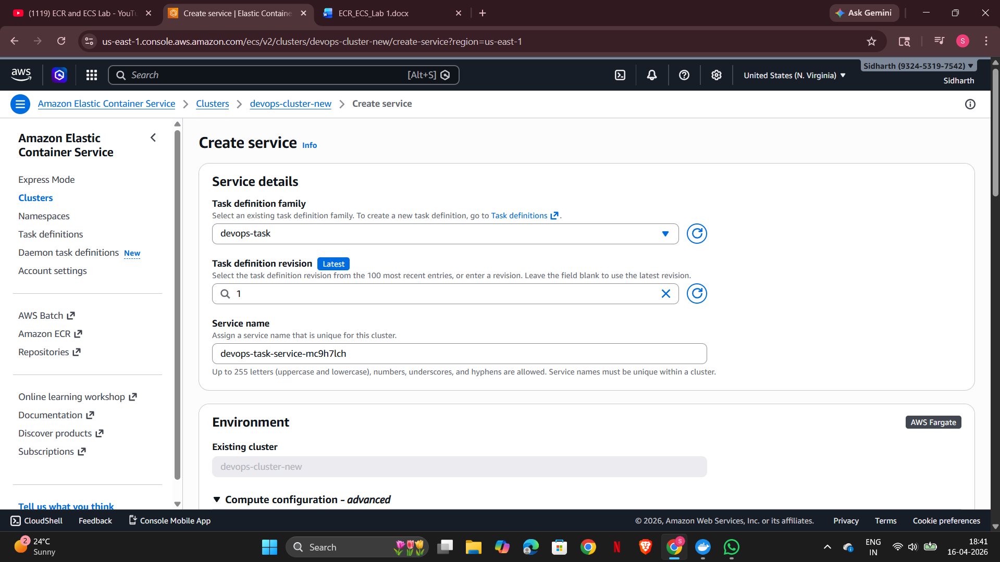 (1119) ECR and ECS Lab - YouTu
Create service | Elastic Containe
ECR_ECS_Lab 1.docx
Ask Gemini
us-east-1.console.aws.amazon.com/ecs/v2/clusters/devops-cluster-new/create-service?region=us-east-1
S
aws
Search
[Alt+S]
United States (N. Virginia)
Sidharth (9324-5319-7542)
Sidharth
Amazon Elastic Container Service
Clusters
devops-cluster-new
Create service
Amazon Elastic
Container Service
Express Mode
Clusters
Namespaces
Task definitions
Daemon task definitions New
Account settings
AWS Batch
Amazon ECR
Repositories
Online learning workshop
Documentation
Discover products
Subscriptions
Tell us what you think
Create service Info
Service details
Task definition family
Select an existing task definition family. To create a new task definition, go to Task definitions .
devops-task
Task definition revision Latest
Select the task definition revision from the 100 most recent entries, or enter a revision. Leave the field blank to use the latest revision.
1
Service name
Assign a service name that is unique for this cluster.
devops-task-service-mc9h7lch
Up to 255 letters (uppercase and lowercase), numbers, underscores, and hyphens are allowed. Service names must be unique within a cluster.
Environment
AWS Fargate
Existing cluster
devops-cluster-new
Compute configuration - advanced
CloudShell
Feedback
Console Mobile App
© 2026, Amazon Web Services, Inc. or its affiliates.
Privacy
Terms
Cookie preferences
2
24°C
Sunny
Search
S
ENG
IN
18:41
16-04-2026